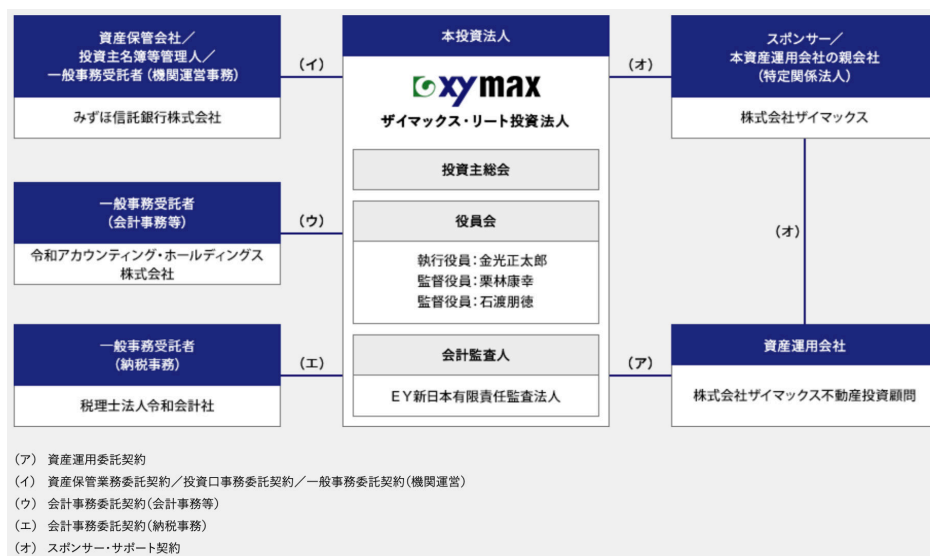 資産保管会社／
投資主名簿等管理人／
一般事務受託者（機関運営事務）
みずほ信託銀行株式会社
（イ）
一般事務受託者
（会計事務等）
令和アカウンティング・ホールディングス
株式会社
（ウ）
一般事務受託者
（納税事務）
税理士法人令和会計社
（エ）
本投資法人
xymax
ザイマックス・リート投資法人
投資主総会
役員会
執行役員：金光正太郎
監督役員：栗林康幸
監督役員：石渡朋徳
会計監査人
ＥＹ新日本有限責任監査法人
（オ）
スポンサー／
本資産運用会社の親会社
（特定関係法人）
株式会社ザイマックス
（オ）
（ア）
資産運用会社
株式会社ザイマックス不動産投資顧問
（ア） 資産運用委託契約
（イ） 資産保管業務委託契約／投資口事務委託契約／一般事務委託契約（機関運営）
（ウ） 会計事務委託契約（会計事務等）
（エ） 会計事務委託契約（納税事務）
（オ） スポンサー・サポート契約